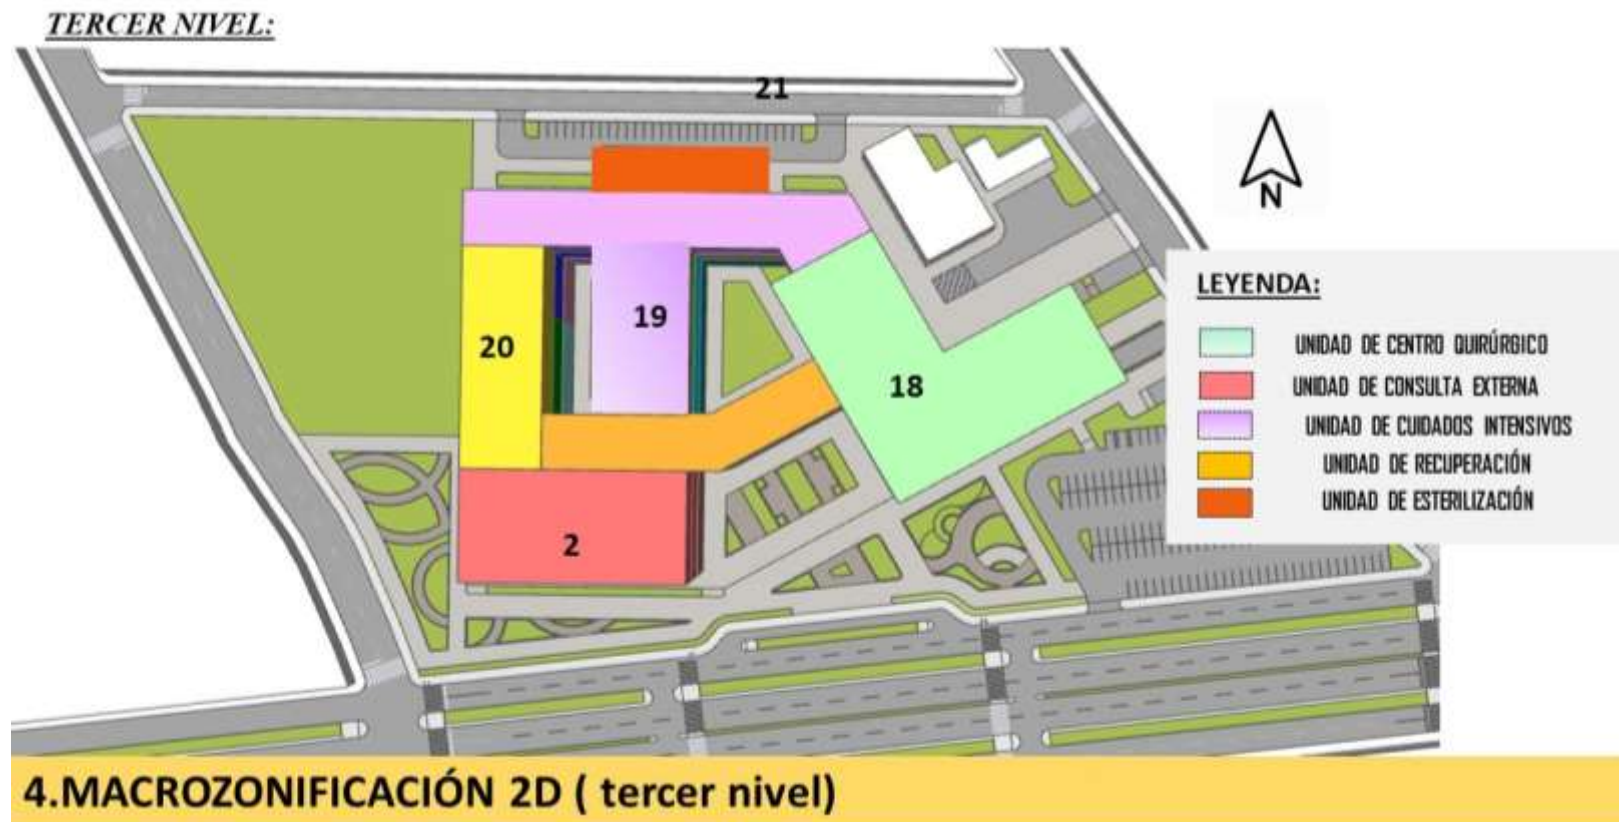 TERCER NIVEL:
21
N
LEYENDA:
19
20
UNIDAD DE CENTRO QUIRÚRGICO
18
UNIDAD DE CONSULTA EXTERNA
UNIDAD DE CUIDADOS INTENSIVOS
UNIDAD DE RECUPERACIÓN
UNIDAD DE ESTERILIZACIÓN
2
4.MACROZONIFICACIÓN 2D ( tercer nivel)